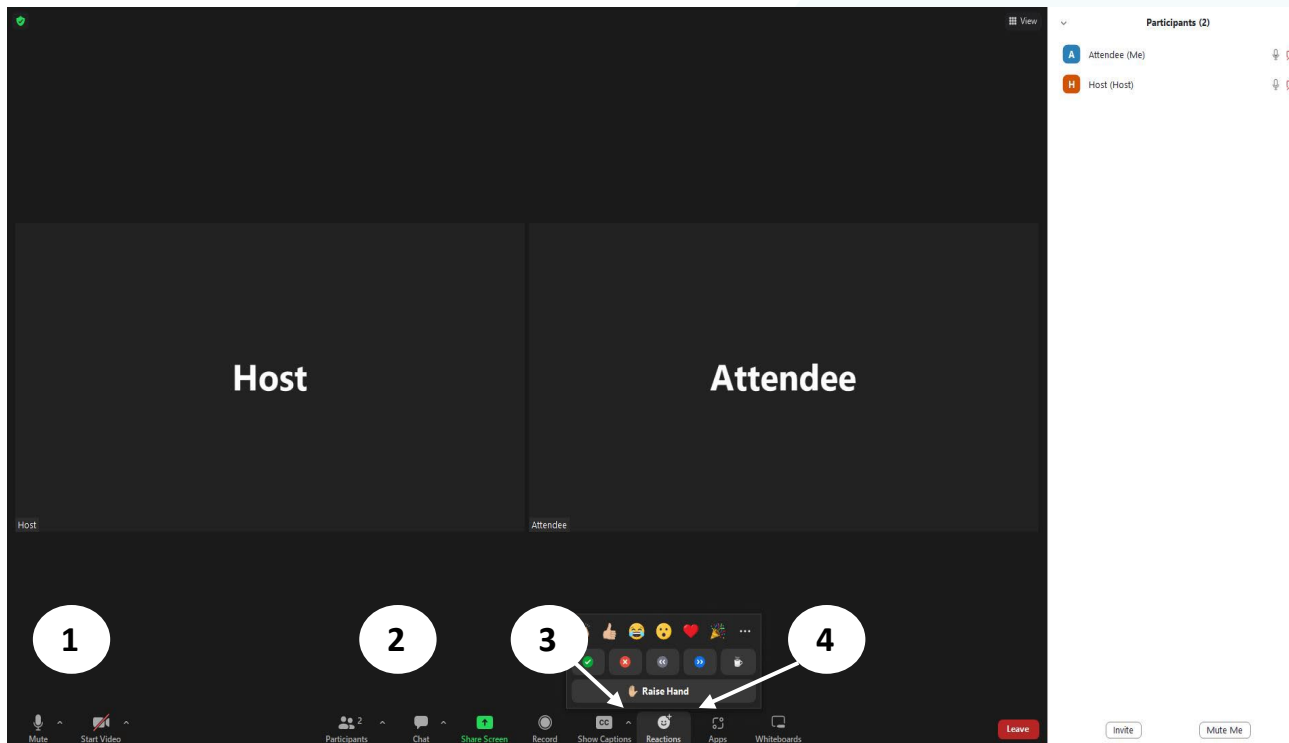 View
Participants (2)
A Attendee (Me)
H Host (Host)
Host
Attendee
Host
Attendee
1
2
3
4
Raise Hand
2
CC
Mute
Start Video
Participants
Chat
Share Screen
Record
Show Captions
Reactions
Apps
Whiteboards
Leave
Invite
Mute Me